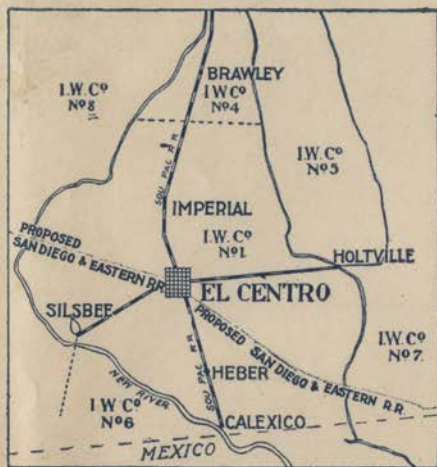 BRAWLEY
I.W.Cº
Nº8
I W Cº
Nº4
I.W.Cº
Nº5
SOU PAC R R
IMPERIAL
I.W.Cº
Nº1.
PROPOSED
SAN DIEGO & EASTERN R.R.
HOLTVILLE
EL CENTRO
SILSBEE
PROPOSED SAN DIEGO & EASTERN R.R.
I.W.Cº
Nº7.
HEBER
SOU PAC R R
NEW RIVER
I W Cº
Nº6
CALEXICO
MEXICO